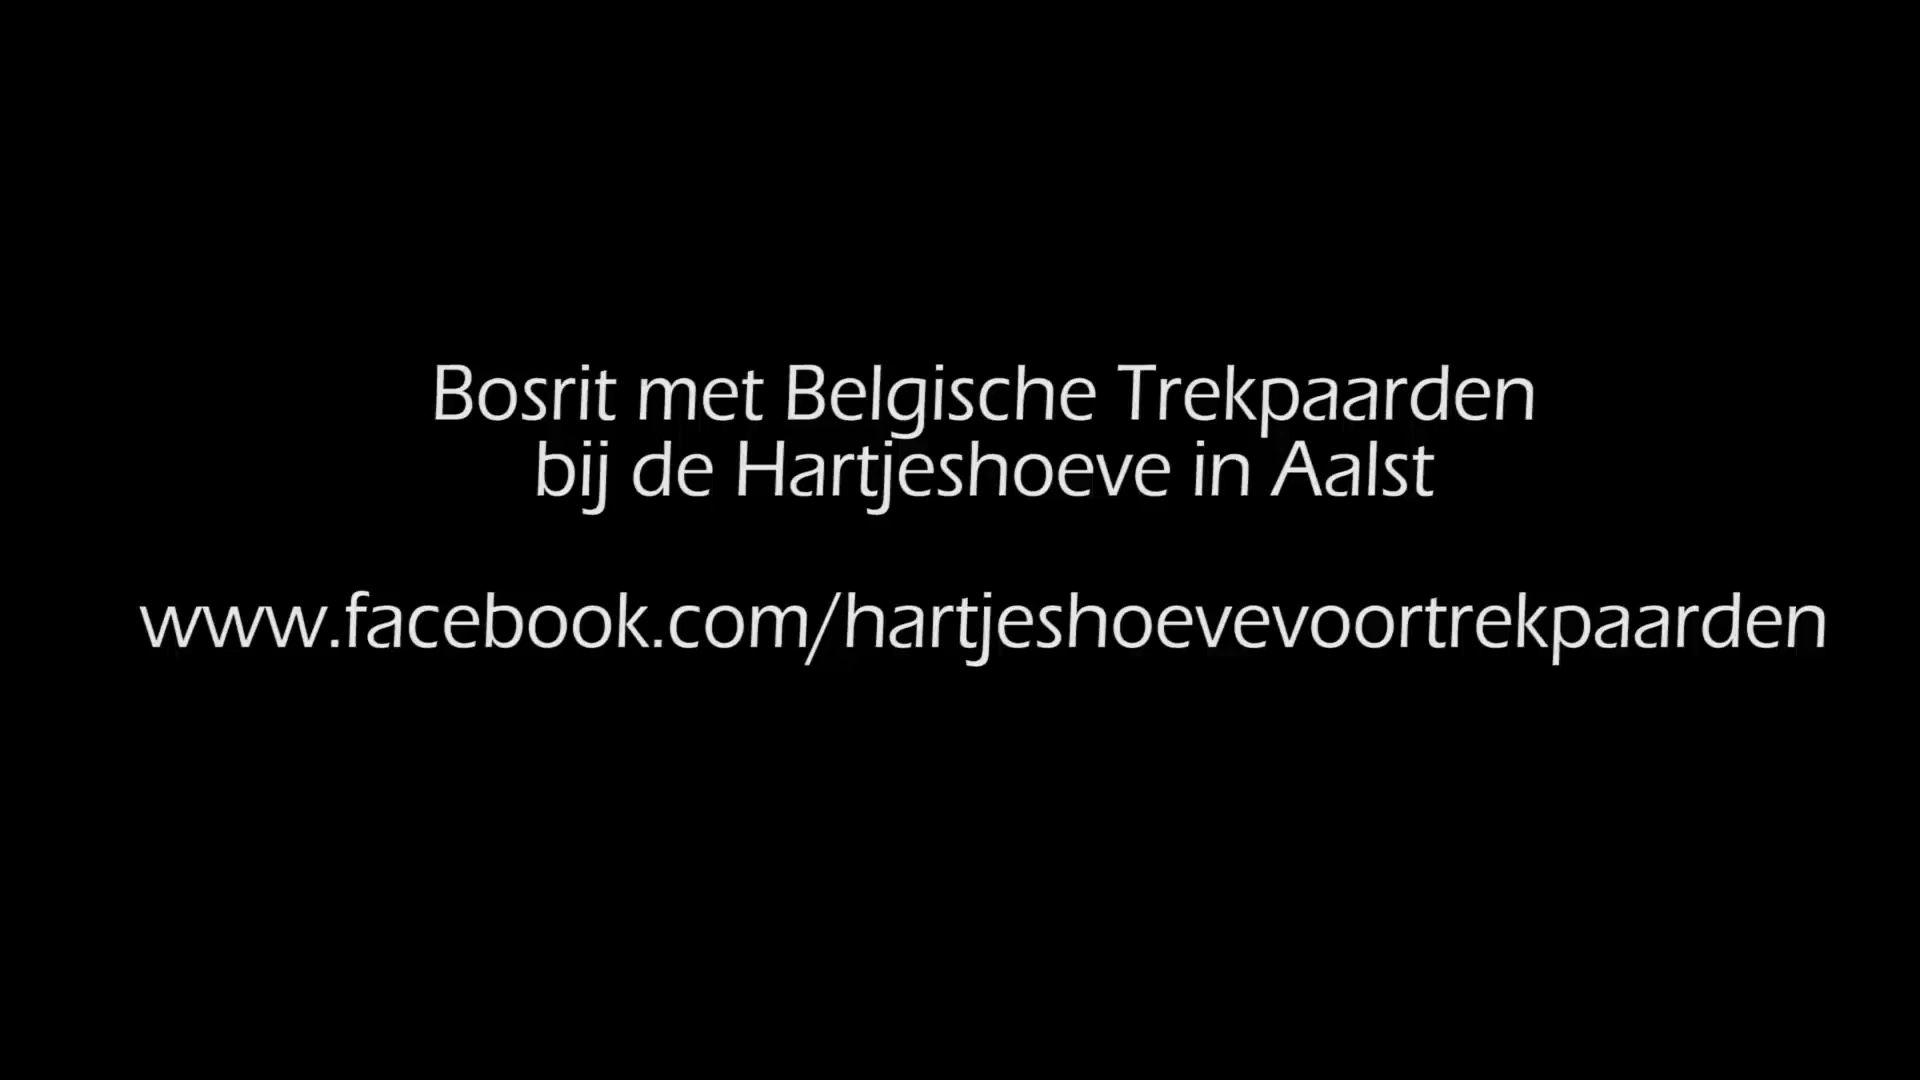 Bosrit met Belgische Trekpaarden
bij de Hartjeshoeve in Aalst
www.facebook.com/hartjeshoevevoortrekpaarden